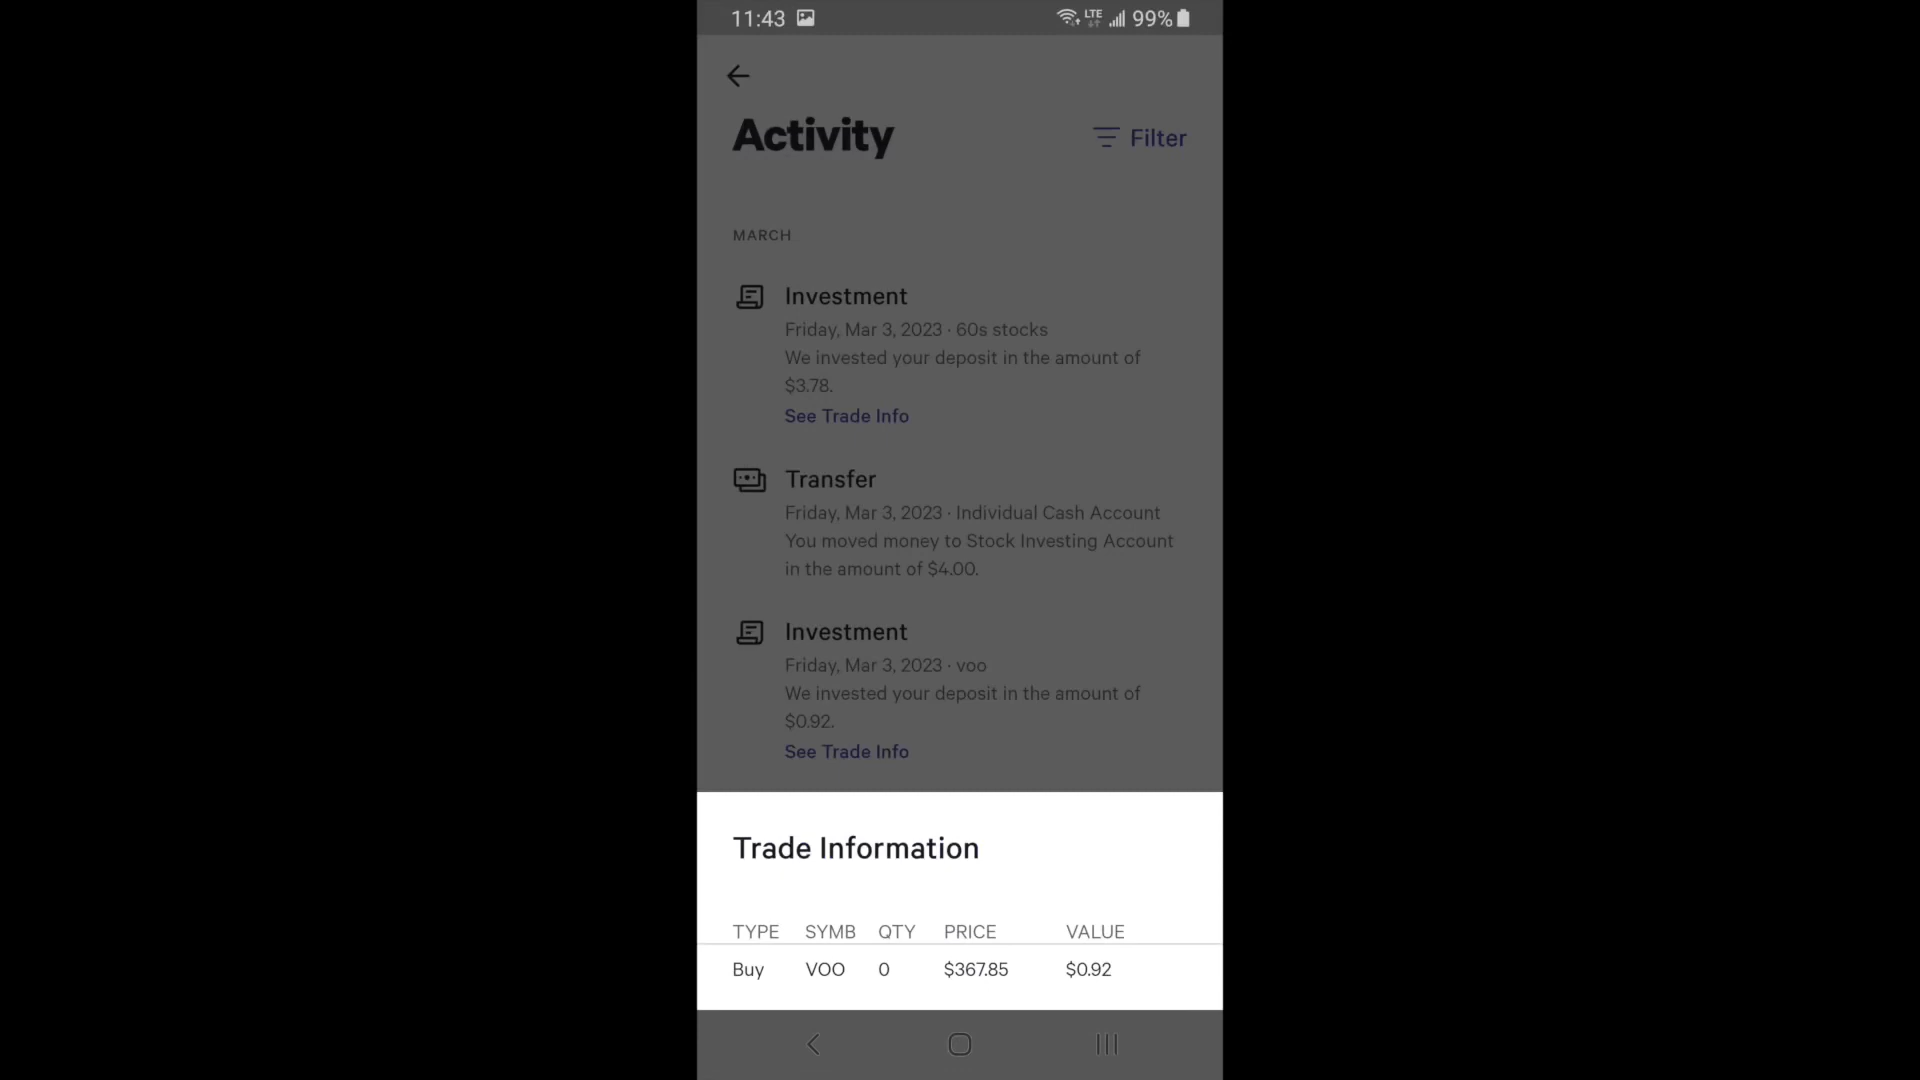 11:43 LTE 99%
Activity
Filter
MARCH
Investment
Friday, Mar 3, 2023 · 60s stocks
We invested your deposit in the amount of
$3.78.
See Trade Info
Transfer
Friday, Mar 3, 2023 · Individual Cash Account
You moved money to Stock Investing Account
in the amount of $4.00.
Investment
Friday, Mar 3, 2023 · voo
We invested your deposit in the amount of
$0.92.
See Trade Info
Trade Information
TYPE SYMB QTY PRICE VALUE
Buy VOO 0 $367.85 $0.92